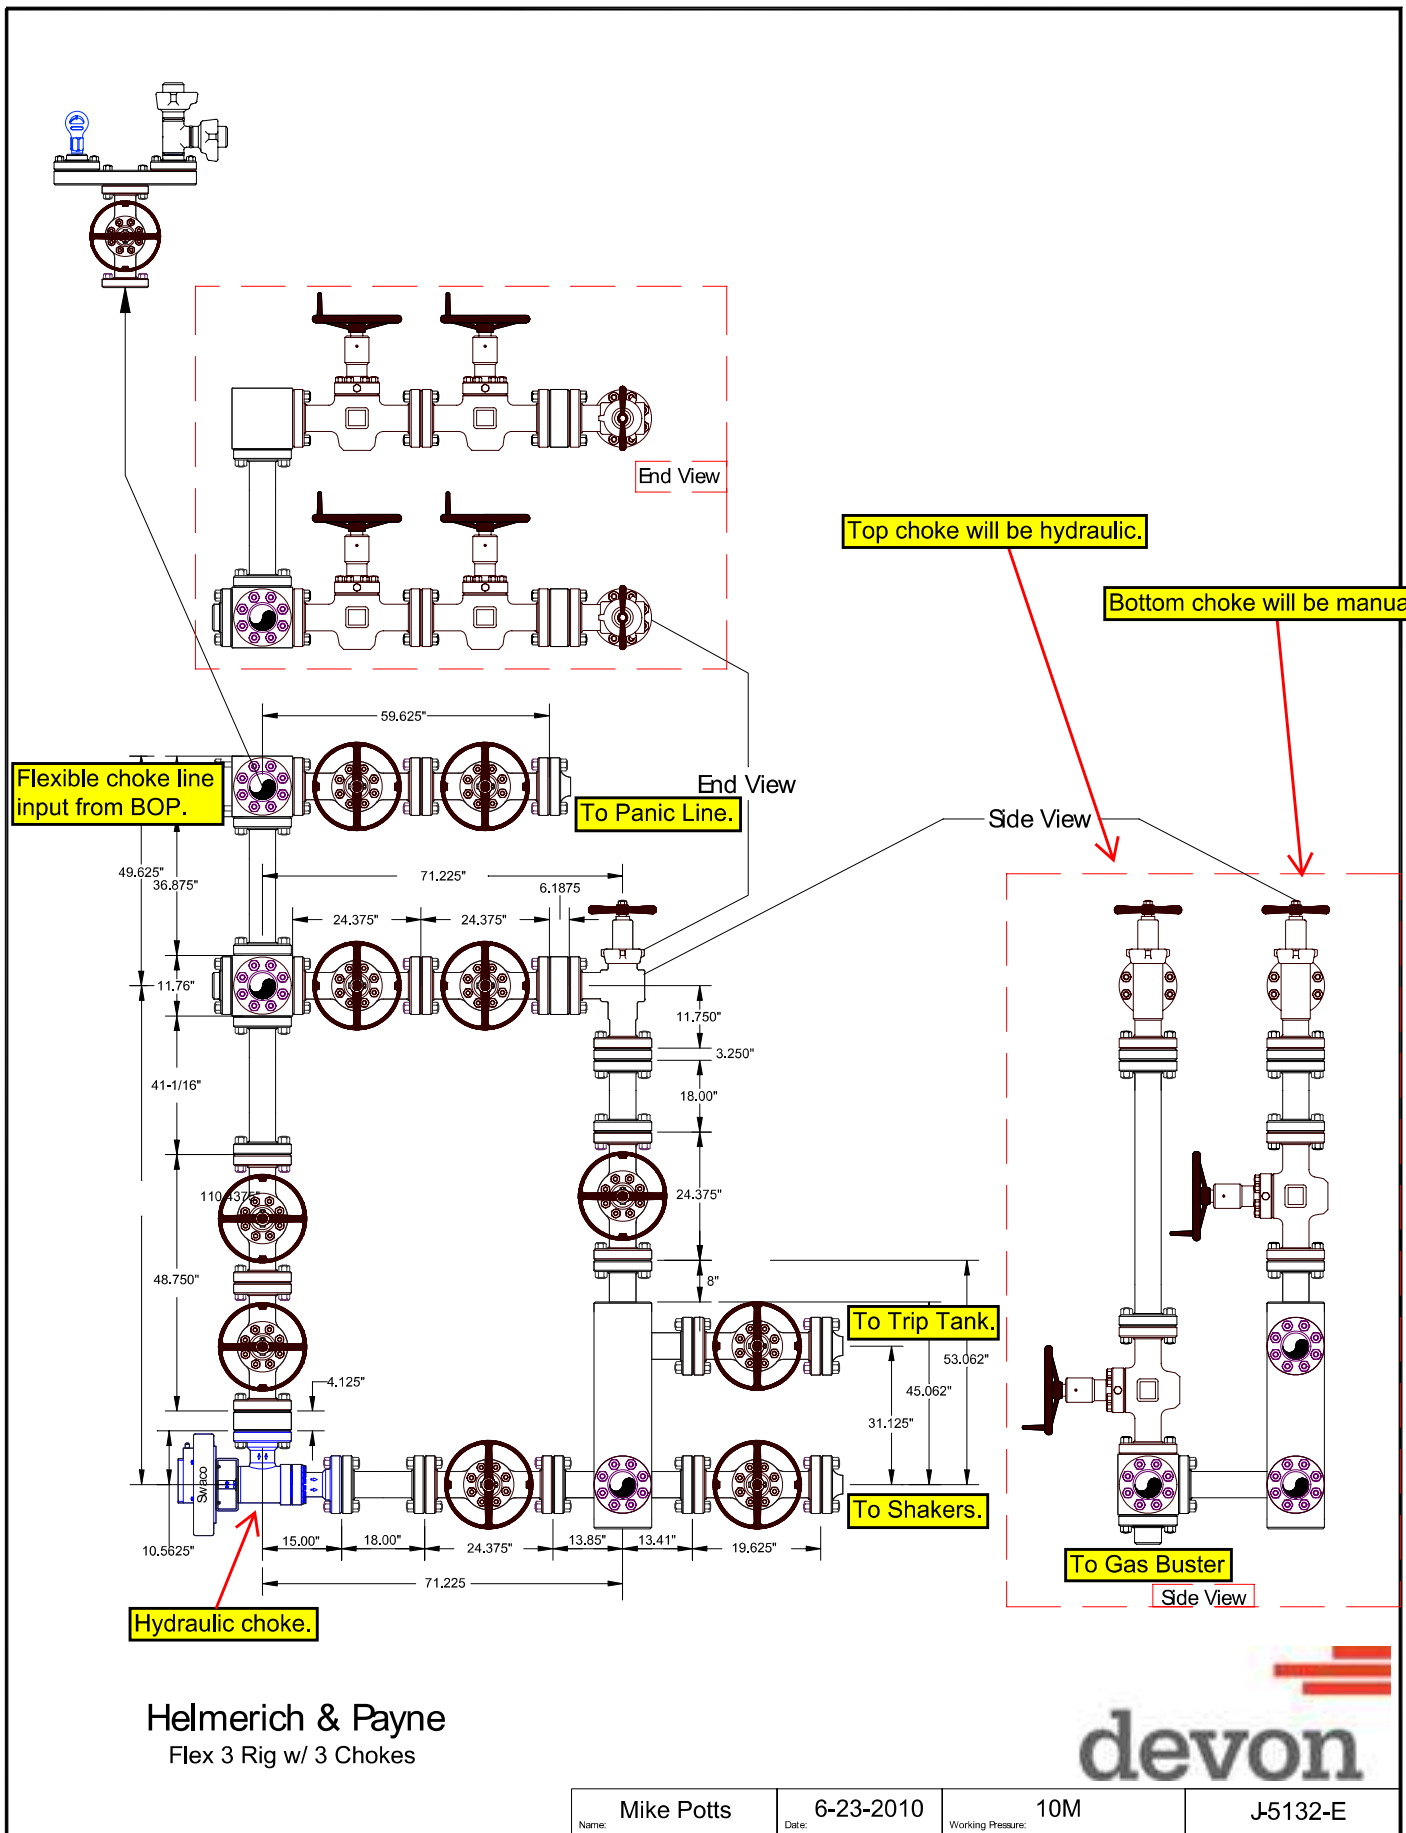 End View
Top choke will be hydraulic.
Bottom choke will be manua
59.625"
Flexible choke line
input from BOP.
End View
To Panic Line.
Side View
49.625"
36.875"
71.225"
6.1875
24.375"
24.375"
11.76"
11.750"
3.250"
41-1/16"
18.00"
110.4375"
24.375"
48.750"
8"
To Trip Tank.
53.062"
4.125"
45.062"
31.125"
Swaco
To Shakers.
10.5625"
15.00"
18.00"
24.375"
13.85"
13.41"
19.625"
To Gas Buster
71.225
Side View
Hydraulic choke.
Helmerich & Payne
Flex 3 Rig w/ 3 Chokes
devon
Name:
Mike Potts
Date:
6-23-2010
Working Pressure:
10M
J-5132-E